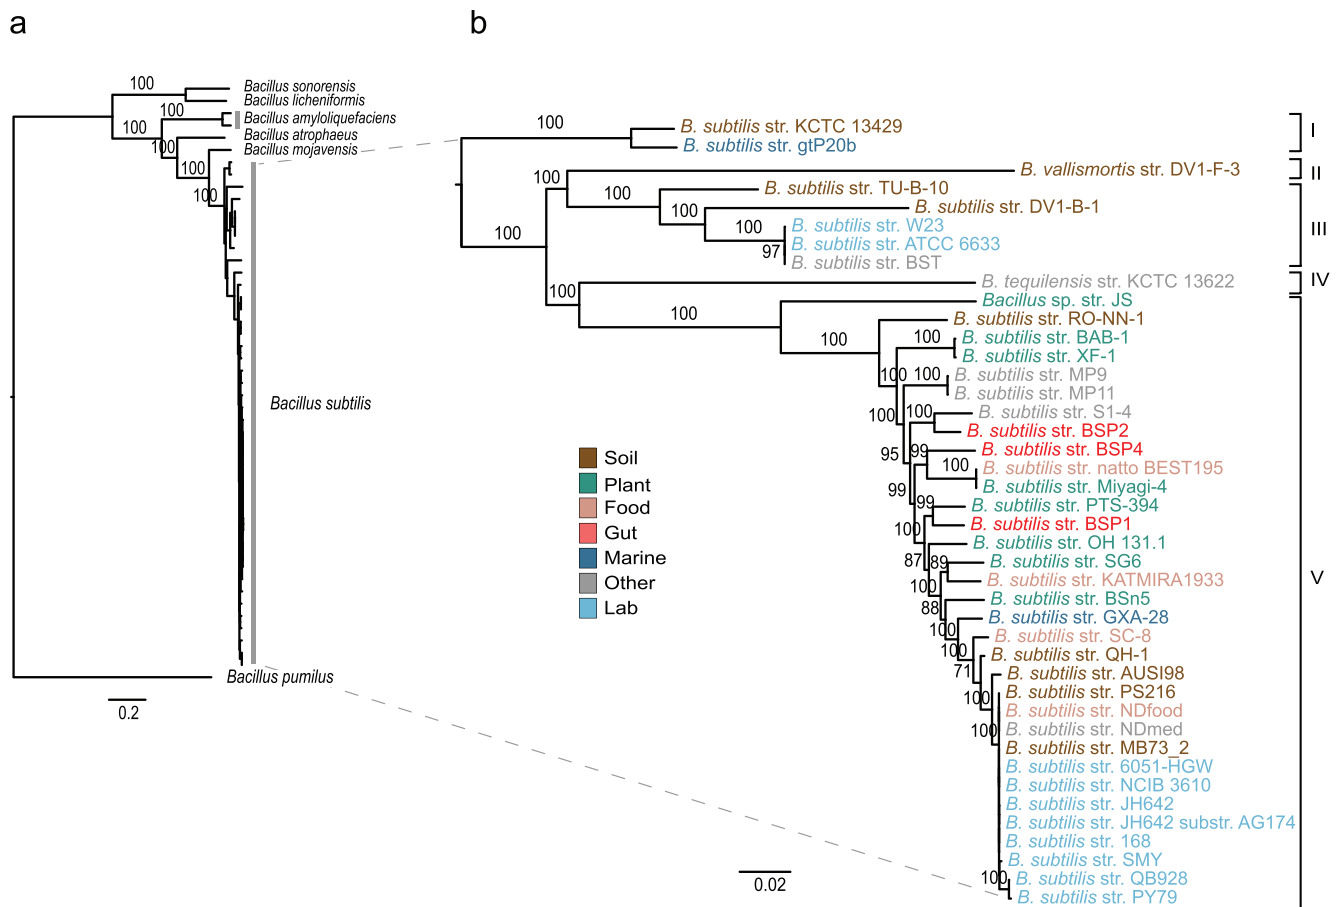 a
b
100
Bacillus sonorensis
Bacillus licheniformis
100
Bacillus amyloliquefaciens
100
Bacillus atrophaeus
100
Bacillus mojavensis
100
100
Bacillus subtilis
Bacillus pumilus
0.2
100
B. subtilis str. KCTC 13429
B. subtilis str. gtP20b
I
100
B. vallismortis str. DV1-F-3
II
100
B. subtilis str. TU-B-10
100
B. subtilis str. DV1-B-1
100
B. subtilis str. W23
B. subtilis str. ATCC 6633
97
B. subtilis str. BST
III
100
100
B. tequilensis str. KCTC 13622
IV
100
Bacillus sp. str. JS
100
B. subtilis str. RO-NN-1
100
B. subtilis str. BAB-1
B. subtilis str. XF-1
100
100
B. subtilis str. MP9
B. subtilis str. MP11
100
100
B. subtilis str. S1-4
B. subtilis str. BSP2
95
99
B. subtilis str. BSP4
100
B. subtilis str. natto BEST195
B. subtilis str. Miyagi-4
99
99
B. subtilis str. PTS-394
B. subtilis str. BSP1
100
B. subtilis str. OH 131.1
87
89
B. subtilis str. SG6
B. subtilis str. KATMIRA1933
100
B. subtilis str. BSn5
88
B. subtilis str. GXA-28
100
B. subtilis str. SC-8
100
B. subtilis str. QH-1
71
B. subtilis str. AUSI98
B. subtilis str. PS216
100
B. subtilis str. NDfood
B. subtilis str. NDmed
100
B. subtilis str. MB73_2
B. subtilis str. 6051-HGW
B. subtilis str. NCIB 3610
B. subtilis str. JH642
B. subtilis str. JH642 substr. AG174
B. subtilis str. 168
B. subtilis str. SMY
100
B. subtilis str. QB928
B. subtilis str. PY79
V
Soil
Plant
Food
Gut
Marine
Other
Lab
0.02